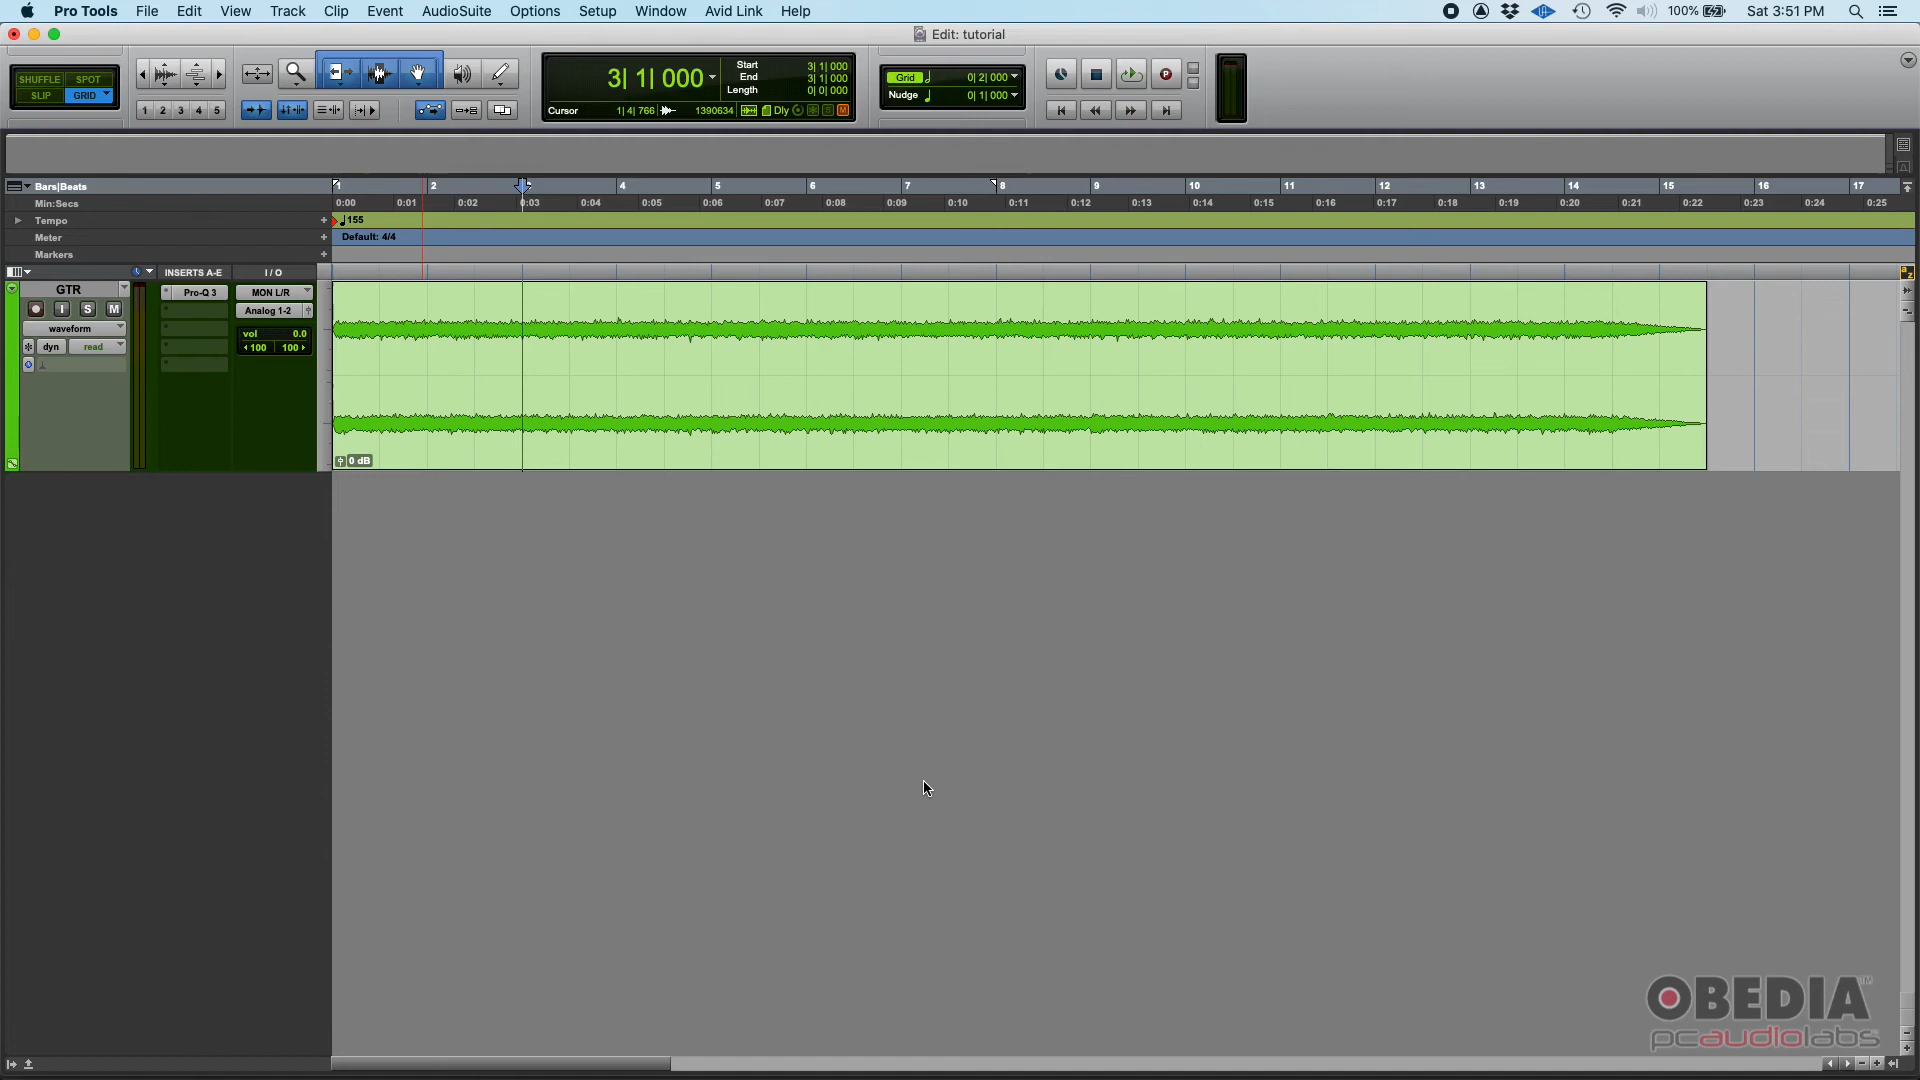 Pro Tools File Edit View Track Clip Event AudioSuite Options Setup Window Avid Link Help 100% Sat 3:51 PM
Edit: tutorial
SHUFFLE SPOT
SLIP GRID
1 2 3 4 5
3| 1| 000
Start 3| 1| 000
End 3| 1| 000
Length 0| 0| 000
Cursor 1| 4| 766 1390634 Dly S M
Grid 0| 2| 000
Nudge 0| 1| 000
Bars|Beats 1 2 4 5 6 7 8 9 10 11 12 13 14 15 16 17
Min:Secs 0:00 0:01 0:02 0:03 0:04 0:05 0:06 0:07 0:08 0:09 0:10 0:11 0:12 0:13 0:14 0:15 0:16 0:17 0:18 0:19 0:20 0:21 0:22 0:23 0:24 0:25
Tempo + 155
Meter + Default: 4/4
Markers +
INSERTS A-E I / O
GTR Pro-Q 3 MON L/R
I S M Analog 1-2
waveform vol 0.0
dyn read 100 100
0 dB
OBEDIA™
pcaudiolabs